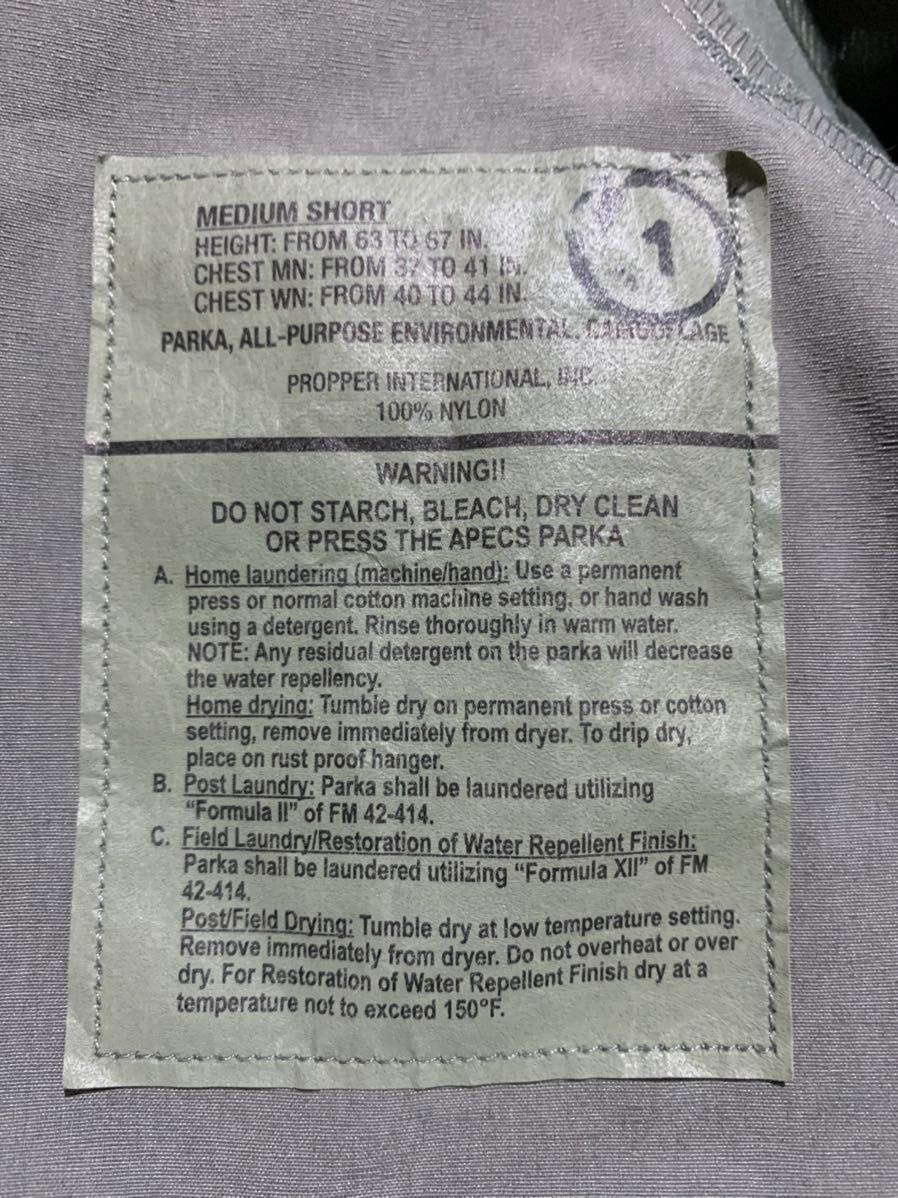 MEDIUM SHORT
HEIGHT: FROM 63 TO 67 IN.
CHEST MN: FROM 37 TO 41 IN.
CHEST WN: FROM 40 TO 44 IN.
1
PARKA, ALL-PURPOSE ENVIRONMENTAL, CAMOUFLAGE
PROPPER INTERNATIONAL, INC.
100% NYLON
WARNING!!
DO NOT STARCH, BLEACH, DRY CLEAN
OR PRESS THE APECS PARKA
A. Home laundering (machine/hand): Use a permanent
press or normal cotton machine setting, or hand wash
using a detergent. Rinse thoroughly in warm water.
NOTE: Any residual detergent on the parka will decrease
the water repellency.
Home drying: Tumble dry on permanent press or cotton
setting, remove immediately from dryer. To drip dry,
place on rust proof hanger.
B. Post Laundry: Parka shall be laundered utilizing
“Formula II” of FM 42-414.
C. Field Laundry/Restoration of Water Repellent Finish:
Parka shall be laundered utilizing “Formula XII” of FM
42-414.
Post/Field Drying: Tumble dry at low temperature setting.
Remove immediately from dryer. Do not overheat or over
dry. For Restoration of Water Repellent Finish dry at a
temperature not to exceed 150°F.